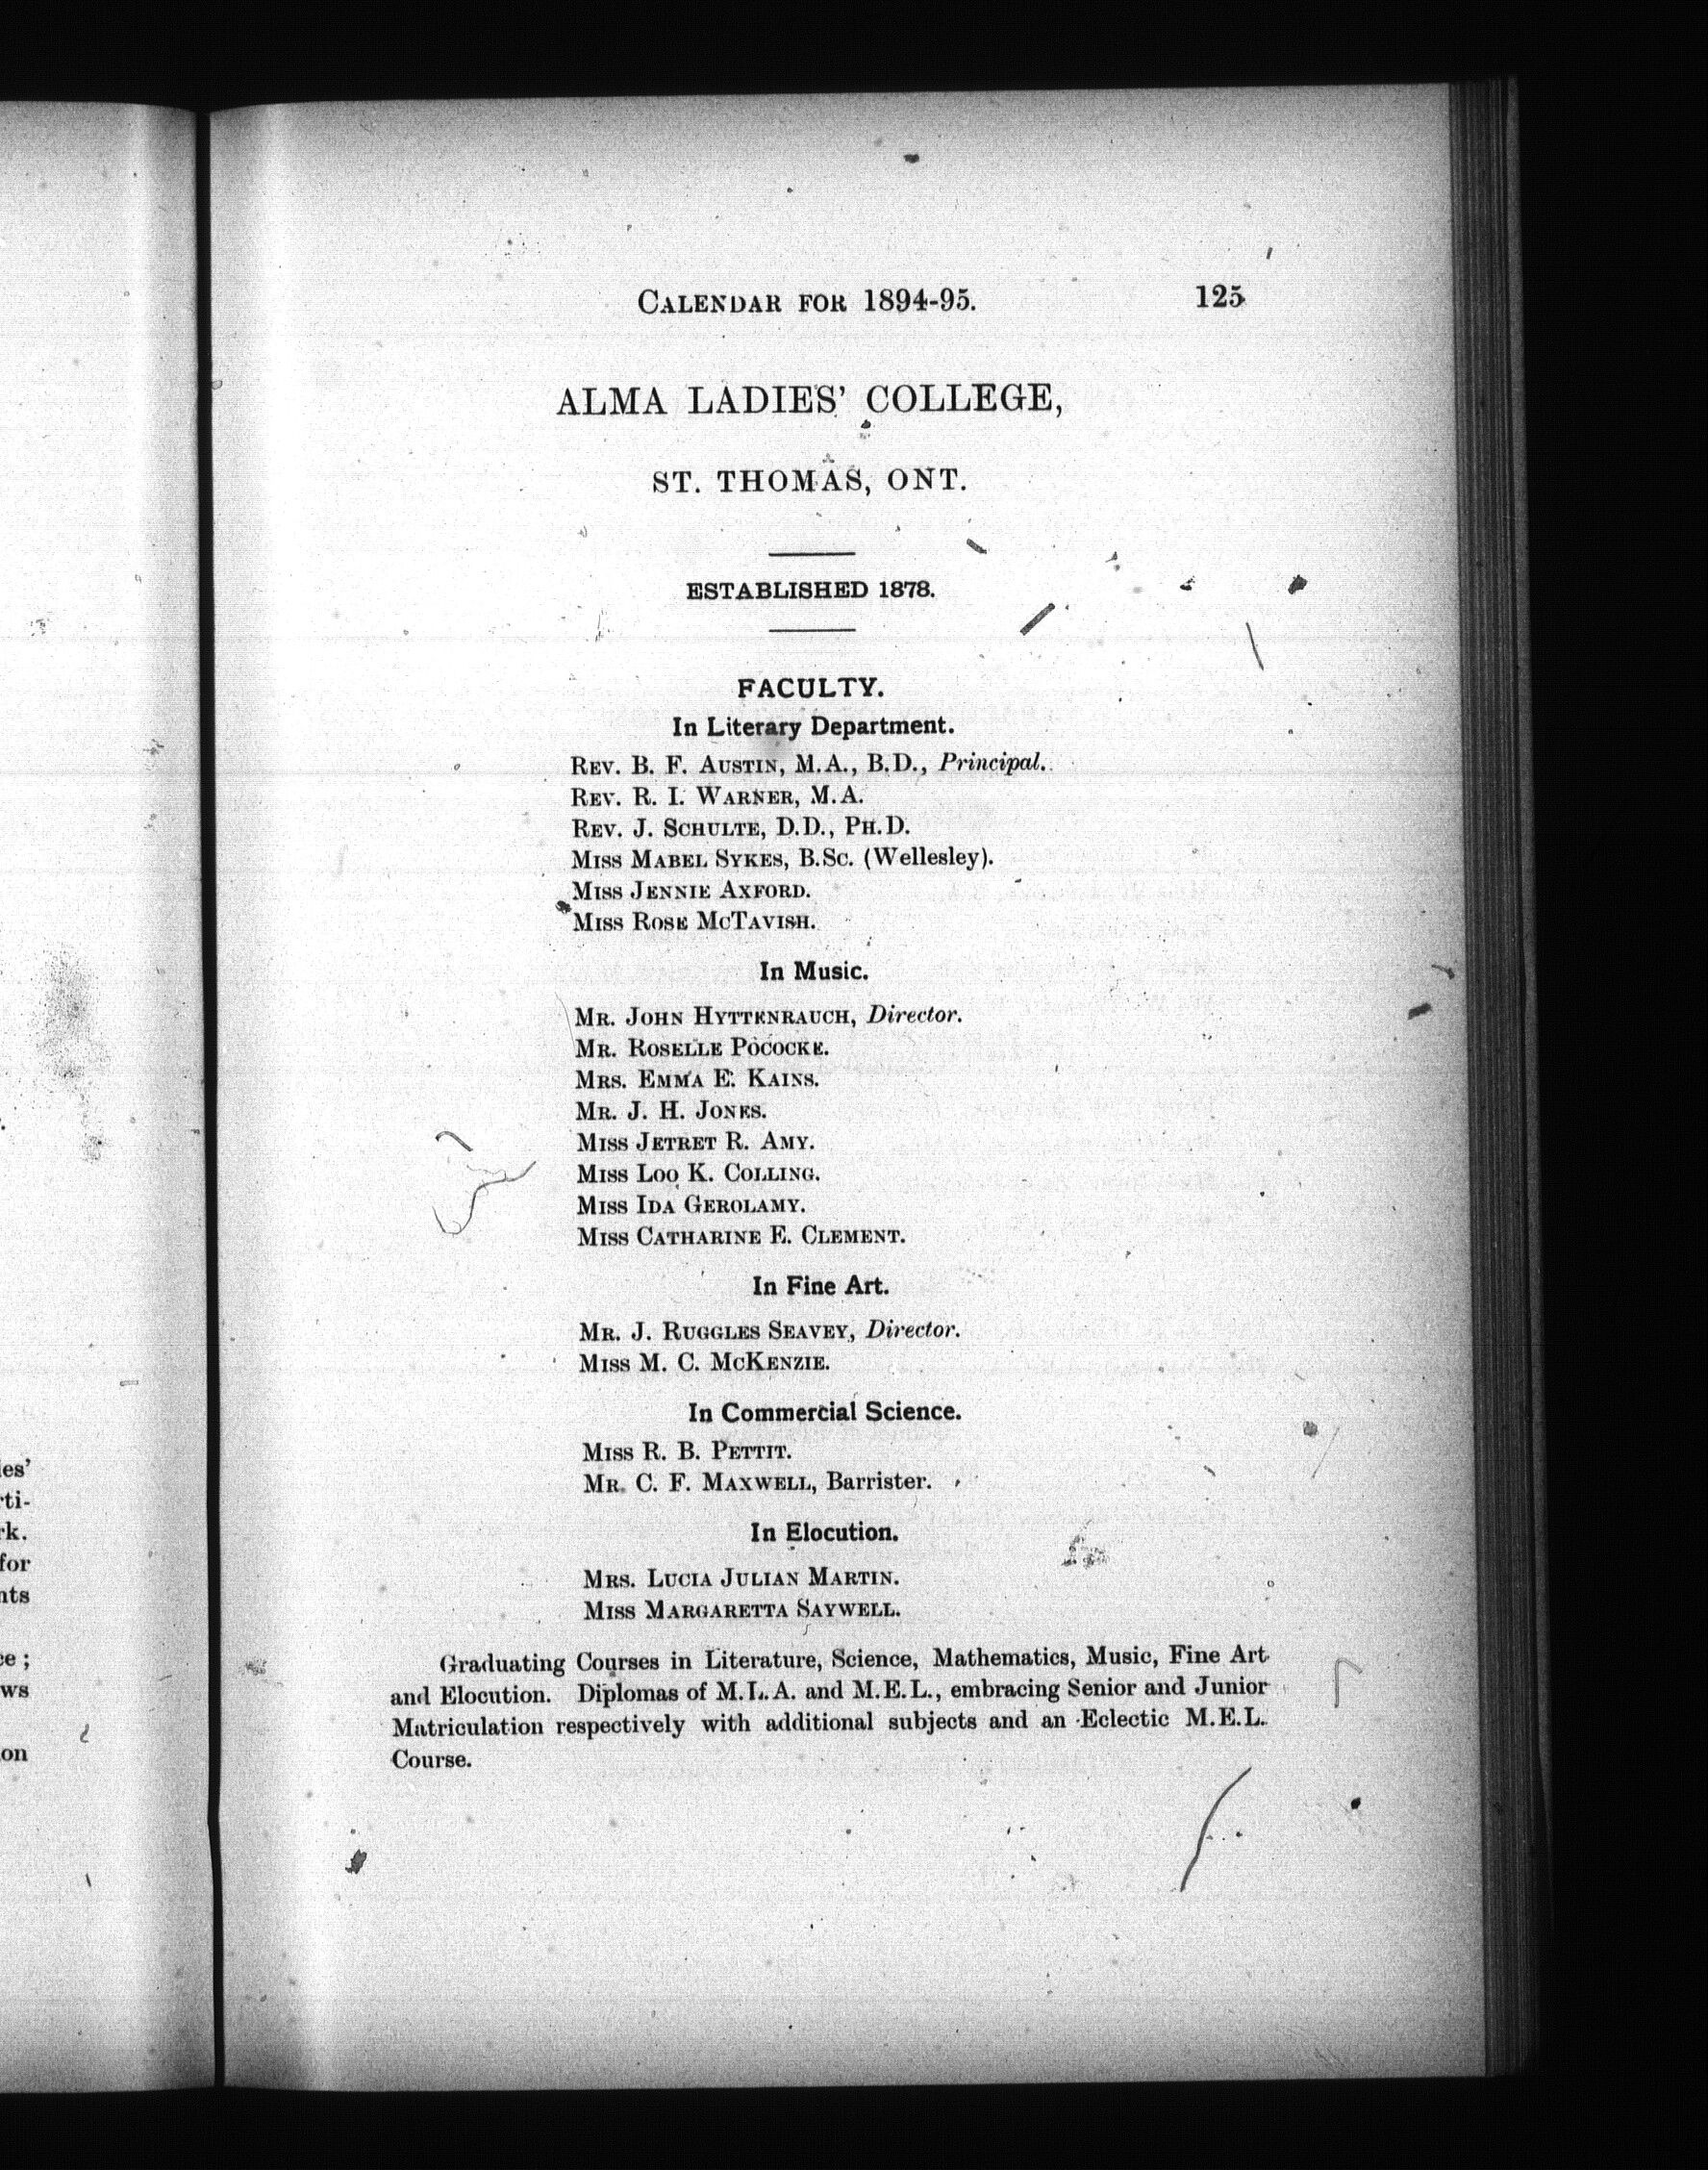 CALENDAR FOR 1894-95. 125
ALMA LADIES' COLLEGE,
ST. THOMAS, ONT.
ESTABLISHED 1878.
FACULTY.
In Literary Department.
REV. B. F. AUSTIN, M.A., B.D., Principal.
REV. R. I. WARNER, M.A.
REV. J. SCHULTE, D.D., PH.D.
MISS MABEL SYKES, B.SC. (Wellesley).
MISS JENNIE AXFORD.
MISS ROSE MCTAVISH.
In Music.
MR. JOHN HYTTENRAUCH, Director.
MR. ROSELLE POCOCKE.
MRS. EMMA E. KAINS.
MR. J. H. JONES.
MISS JETRET R. AMY.
MISS LOO K. COLLING.
MISS IDA GEROLAMY.
MISS CATHARINE E. CLEMENT.
In Fine Art.
MR. J. RUGGLES SEAVEY, Director.
MISS M. C. MCKENZIE.
In Commercial Science.
MISS R. B. PETTIT.
MR. C. F. MAXWELL, Barrister.
In Elocution.
MRS. LUCIA JULIAN MARTIN.
MISS MARGARETTA SAYWELL.
Graduating Courses in Literature, Science, Mathematics, Music, Fine Art
and Elocution. Diplomas of M.L.A. and M.E.L., embracing Senior and Junior
Matriculation respectively with additional subjects and an Eclectic M.E.L.
Course.